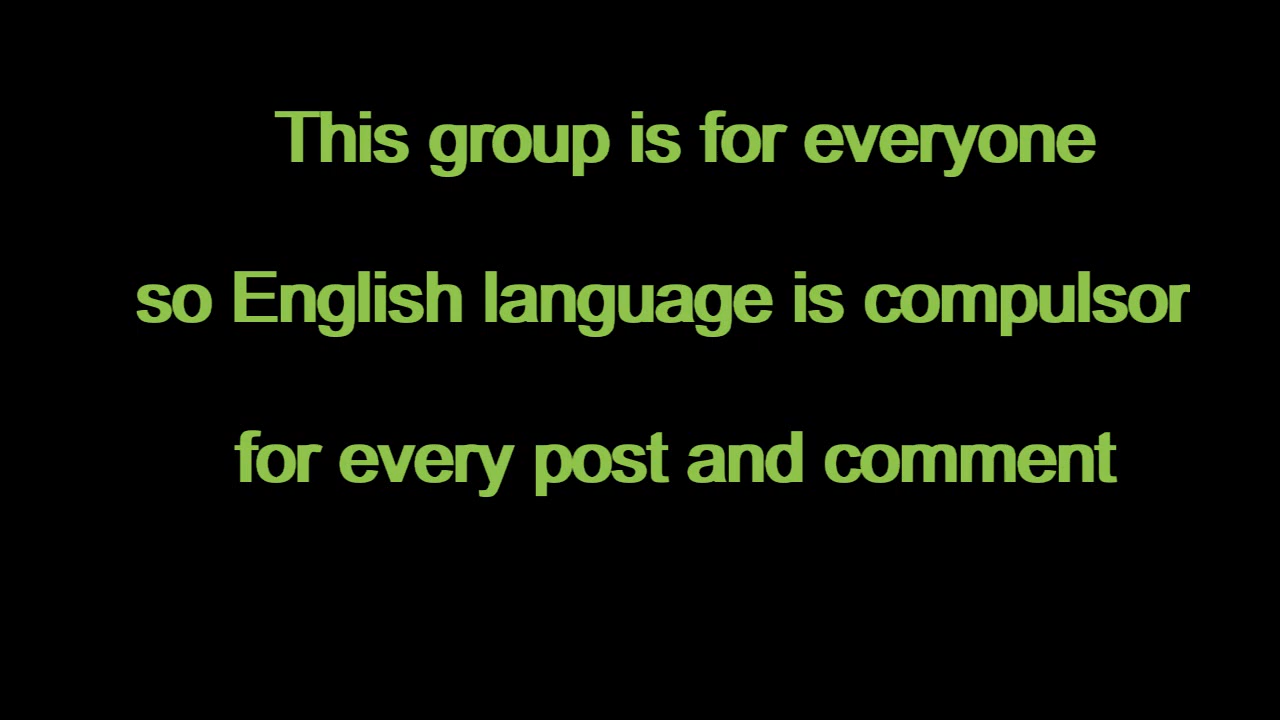 This group is for everyone
so English language is compulsor
for every post and comment